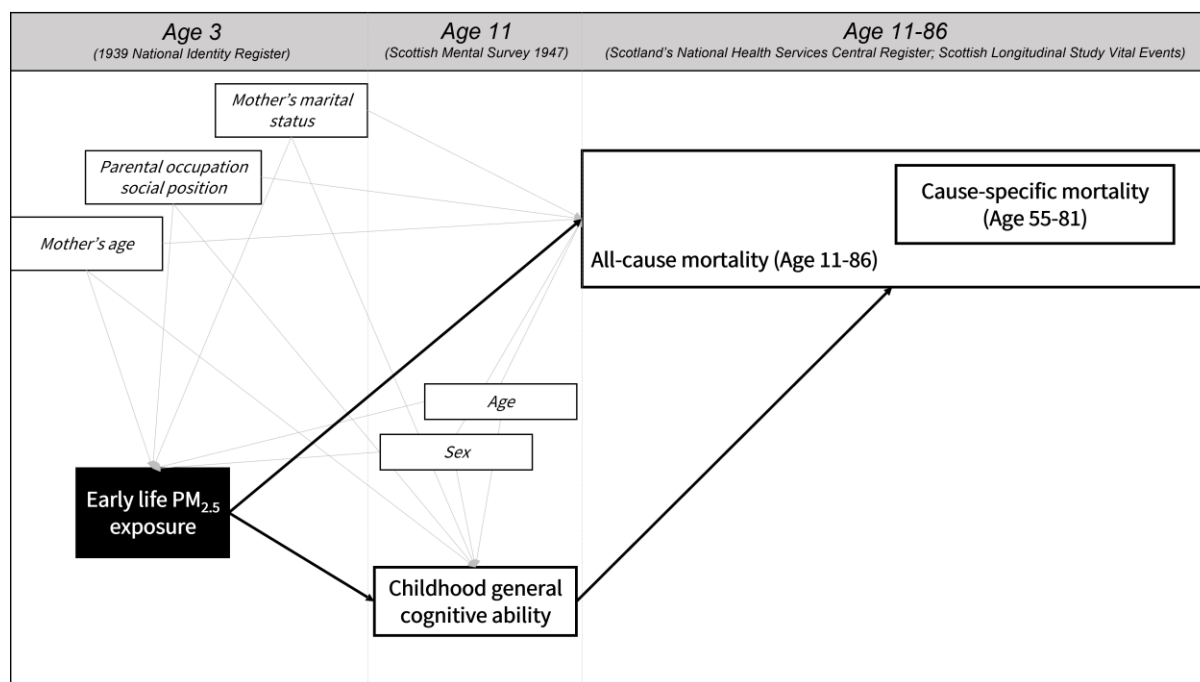 Age 3
(1939 National Identity Register)
Age 11
(Scottish Mental Survey 1947)
Age 11-86
(Scotland's National Health Services Central Register; Scottish Longitudinal Study Vital Events)
Mother's marital
status
Parental occupation
social position
Mother's age
Cause-specific mortality
(Age 55-81)
All-cause mortality (Age 11-86)
Age
Sex
Early life PM2.5
exposure
Childhood general
cognitive ability